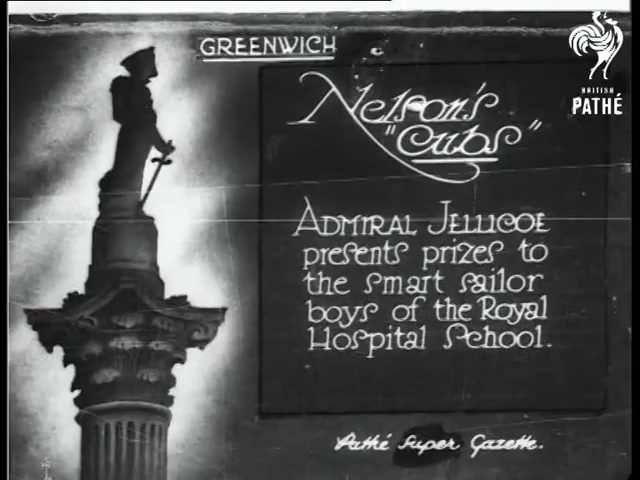 GREENWICH
Nelson's
"Cubs"
ADMIRAL JELLICOE
presents prizes to
the smart sailor
boys of the Royal
Hospital School.
Pathé Super Gazette.
BRITISH
PATHÉ